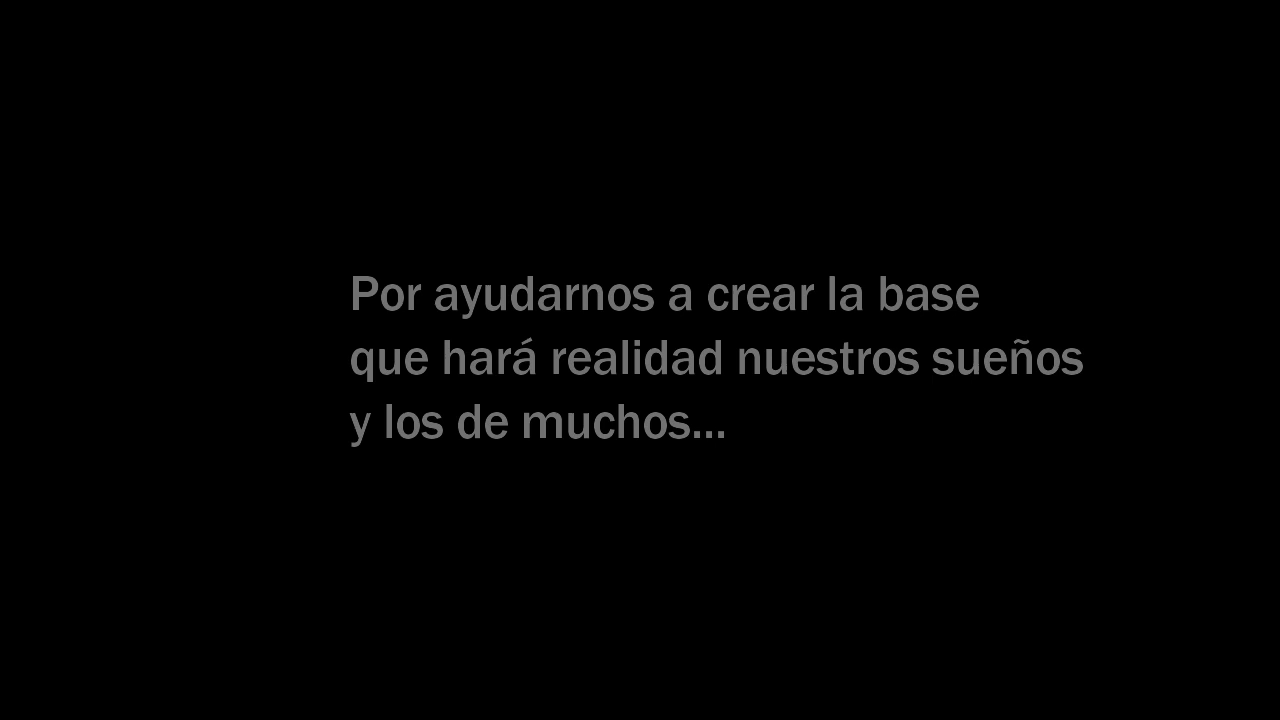 Por ayudarnos a crear la base
que hará realidad nuestros sueños
y los de muchos...